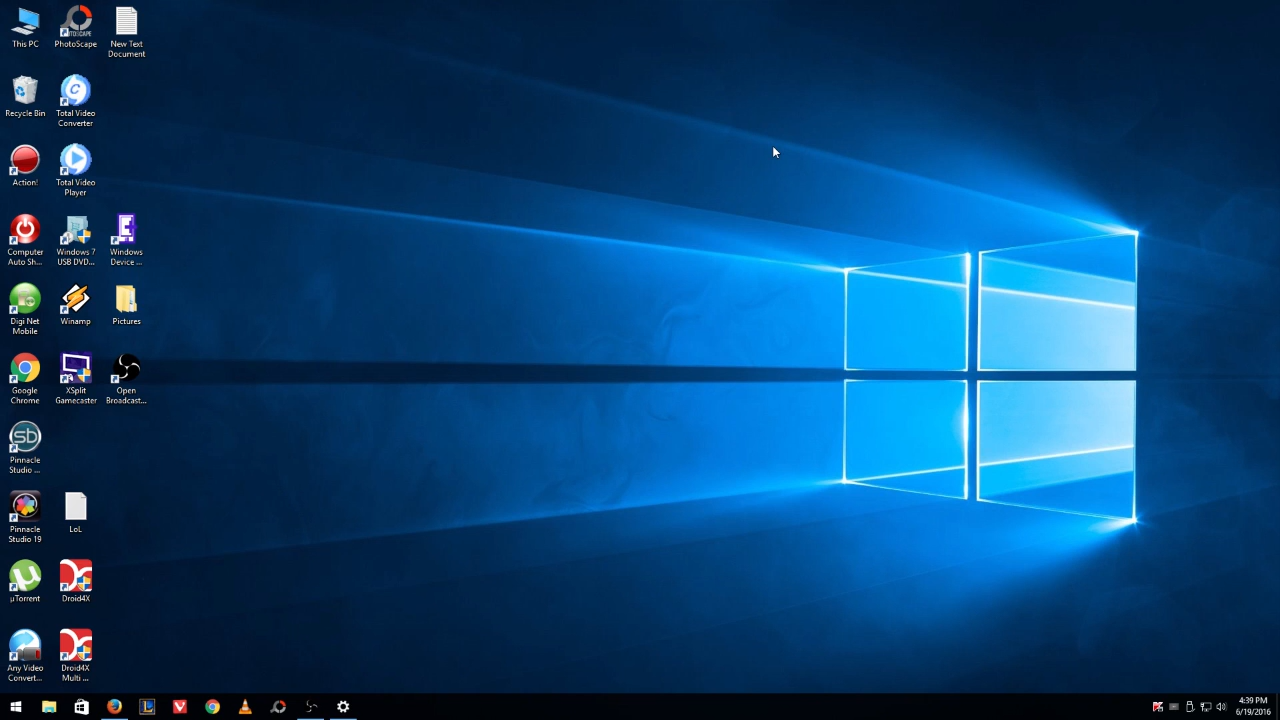 This PC
PhotoScape
New Text
Document
Recycle Bin
Total Video
Converter
Action!
Total Video
Player
Computer
Auto Sh...
Windows 7
USB DVD...
Windows
Device ...
Digi Net
Mobile
Winamp
Pictures
Google
Chrome
XSplit
Gamecaster
Open
Broadcast...
Pinnacle
Studio ...
Pinnacle
Studio 19
LoL
µTorrent
Droid4X
Any Video
Convert...
Droid4X
Multi ...
4:39 PM
6/19/2016